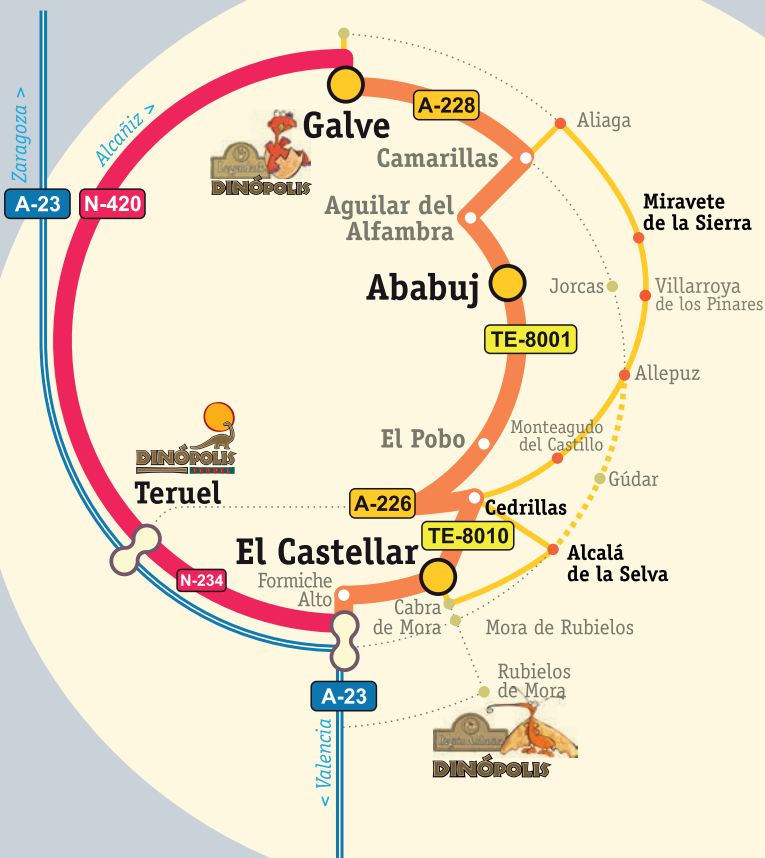 Zaragoza >
Alcañiz >
A-23
N-420
Galve
DINÓPOLIS
A-228
Camarillas
Aliaga
Aguilar del
Alfambra
Miravete
de la Sierra
Ababuj
Jorcas
Villarroya
de los Pinares
TE-8001
Allepuz
El Pobo
Monteagudo
del Castillo
DINÓPOLIS
TERUEL
Teruel
Gúdar
A-226
Cedrillas
TE-8010
El Castellar
Alcalá
de la Selva
N-234
Formiche
Alto
Cabra
de Mora
Mora de Rubielos
Rubielos
de Mora
A-23
< Valencia
DINÓPOLIS